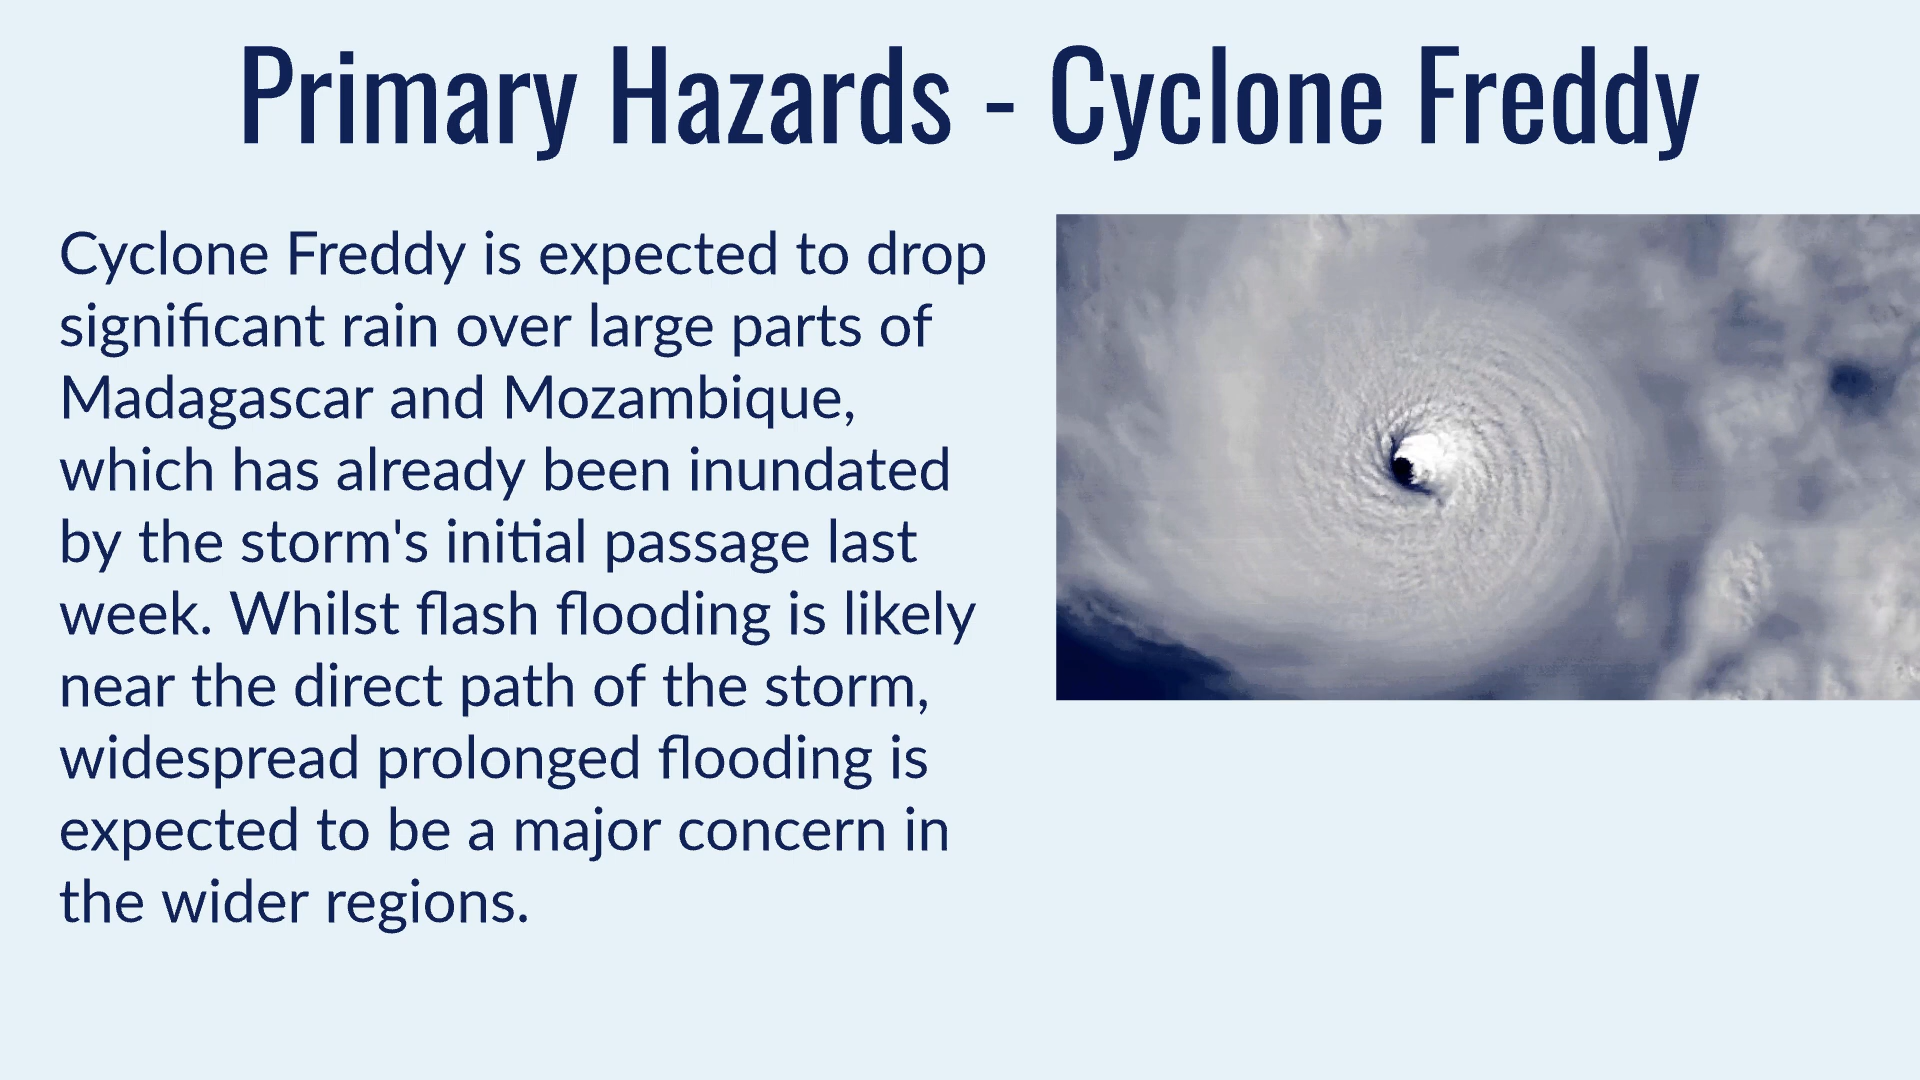 Primary Hazards - Cyclone Freddy
Cyclone Freddy is expected to drop
significant rain over large parts of
Madagascar and Mozambique,
which has already been inundated
by the storm's initial passage last
week. Whilst flash flooding is likely
near the direct path of the storm,
widespread prolonged flooding is
expected to be a major concern in
the wider regions.